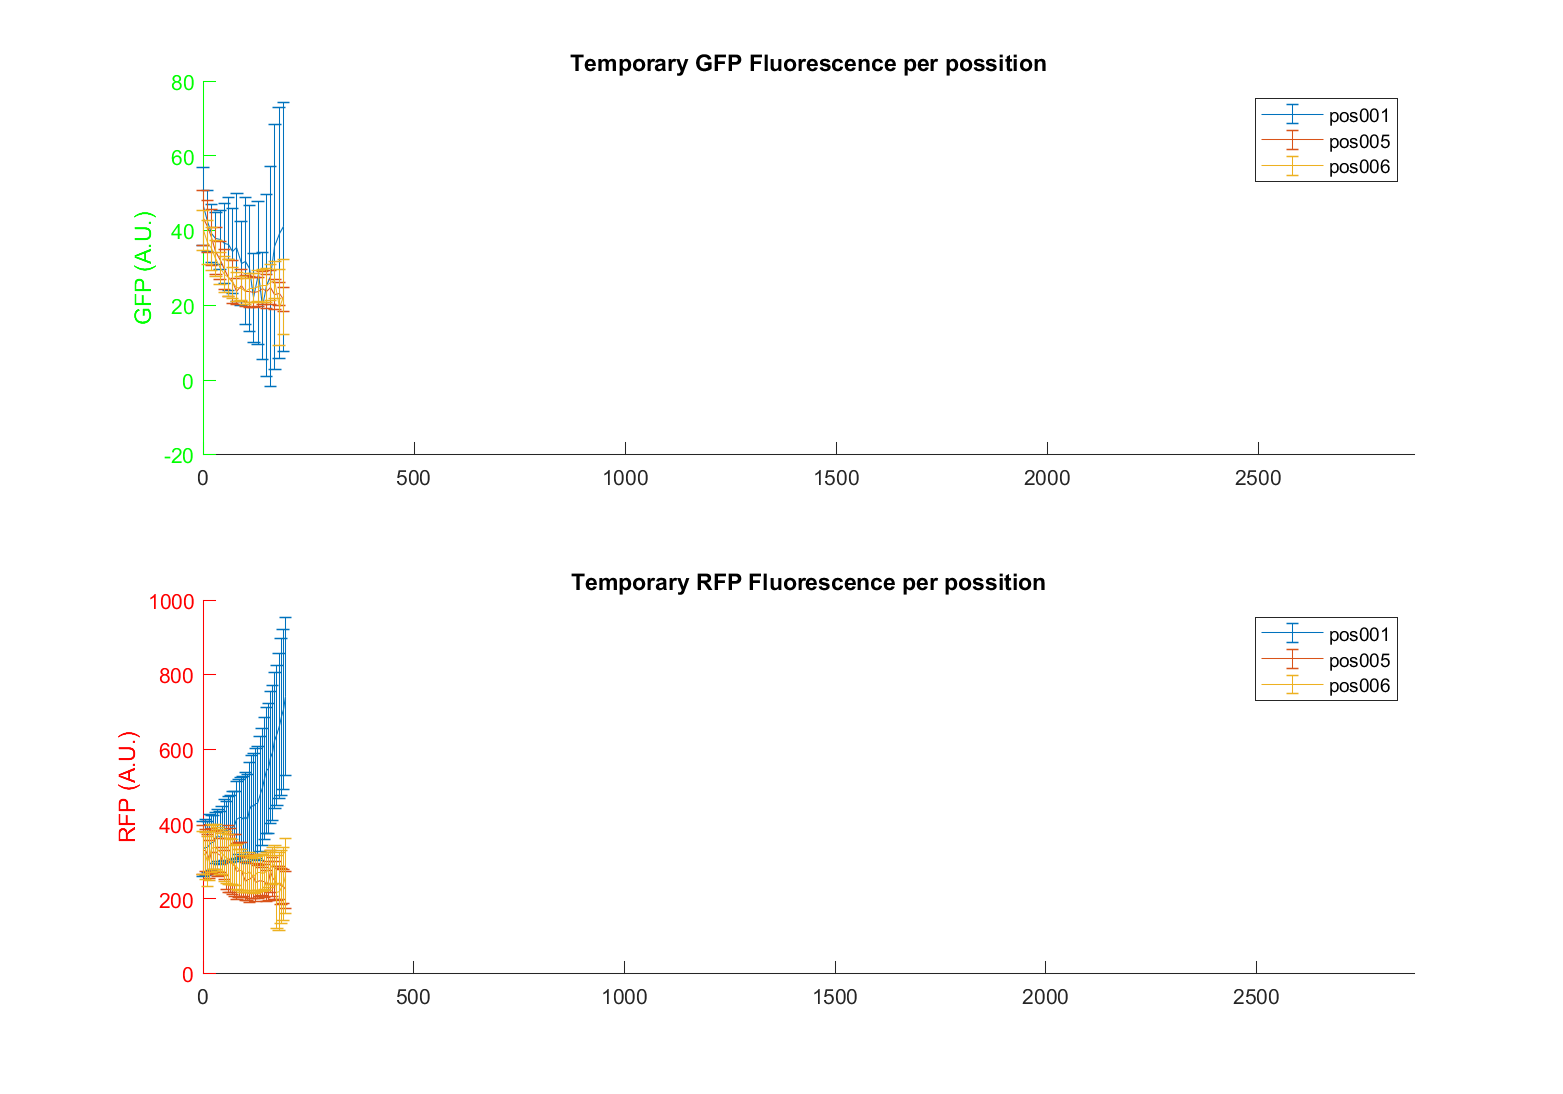 Temporary GFP Fluorescence per possition
80
60
40
20
0
-20
GFP (A.U.)
0 500 1000 1500 2000 2500
pos001
pos005
pos006
Temporary RFP Fluorescence per possition
1000
800
600
400
200
0
RFP (A.U.)
0 500 1000 1500 2000 2500
pos001
pos005
pos006